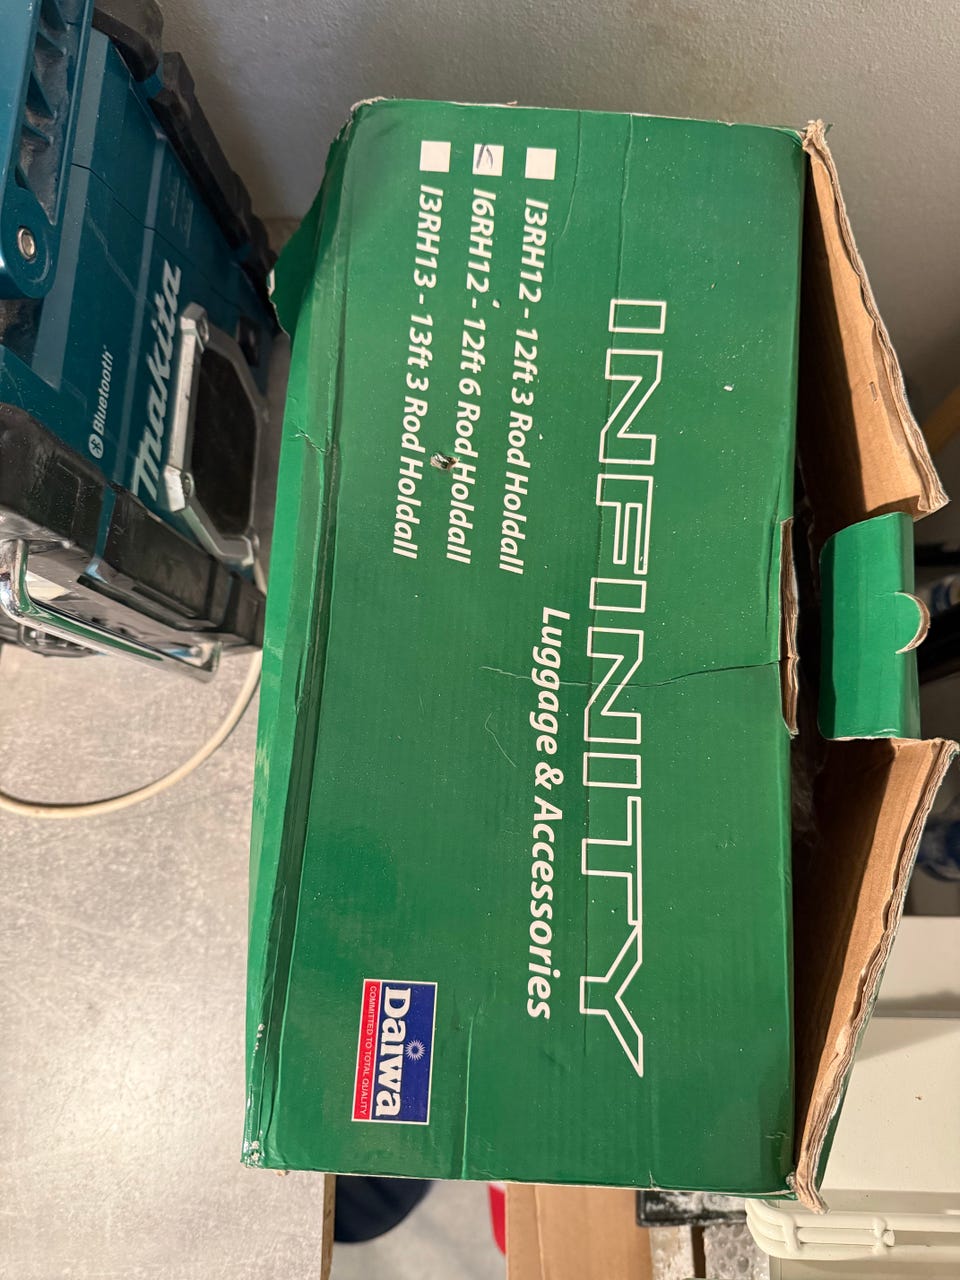 INFINITY
Luggage & Accessories
I3RH12 - 12ft 3 Rod Holdall
I6RH12 - 12ft 6 Rod Holdall
I3RH13 - 13ft 3 Rod Holdall
Daiwa
COMMITTED TO TOTAL QUALITY
makita
Bluetooth